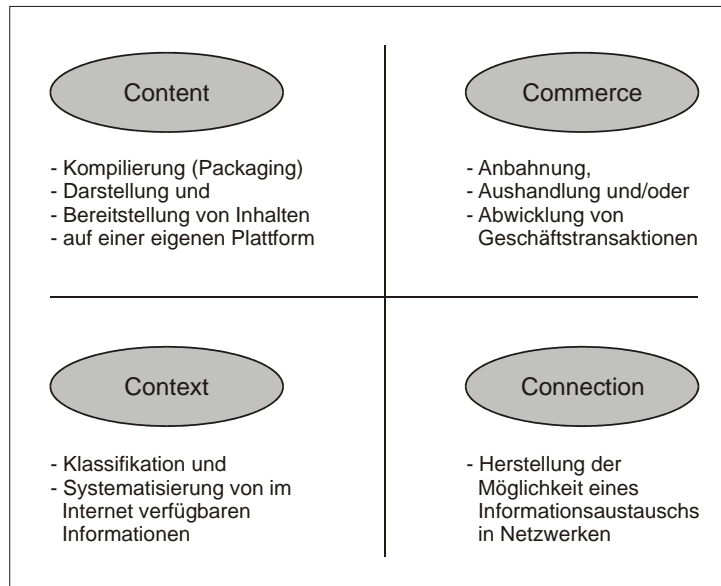 Content
- Kompilierung (Packaging)
- Darstellung und
- Bereitstellung von Inhalten
- auf einer eigenen Plattform
Commerce
- Anbahnung,
- Aushandlung und/oder
- Abwicklung von
Geschäftstransaktionen
Context
- Klassifikation und
- Systematisierung von im
Internet verfügbaren
Informationen
Connection
- Herstellung der
Möglichkeit eines
Informationsaustauschs
in Netzwerken